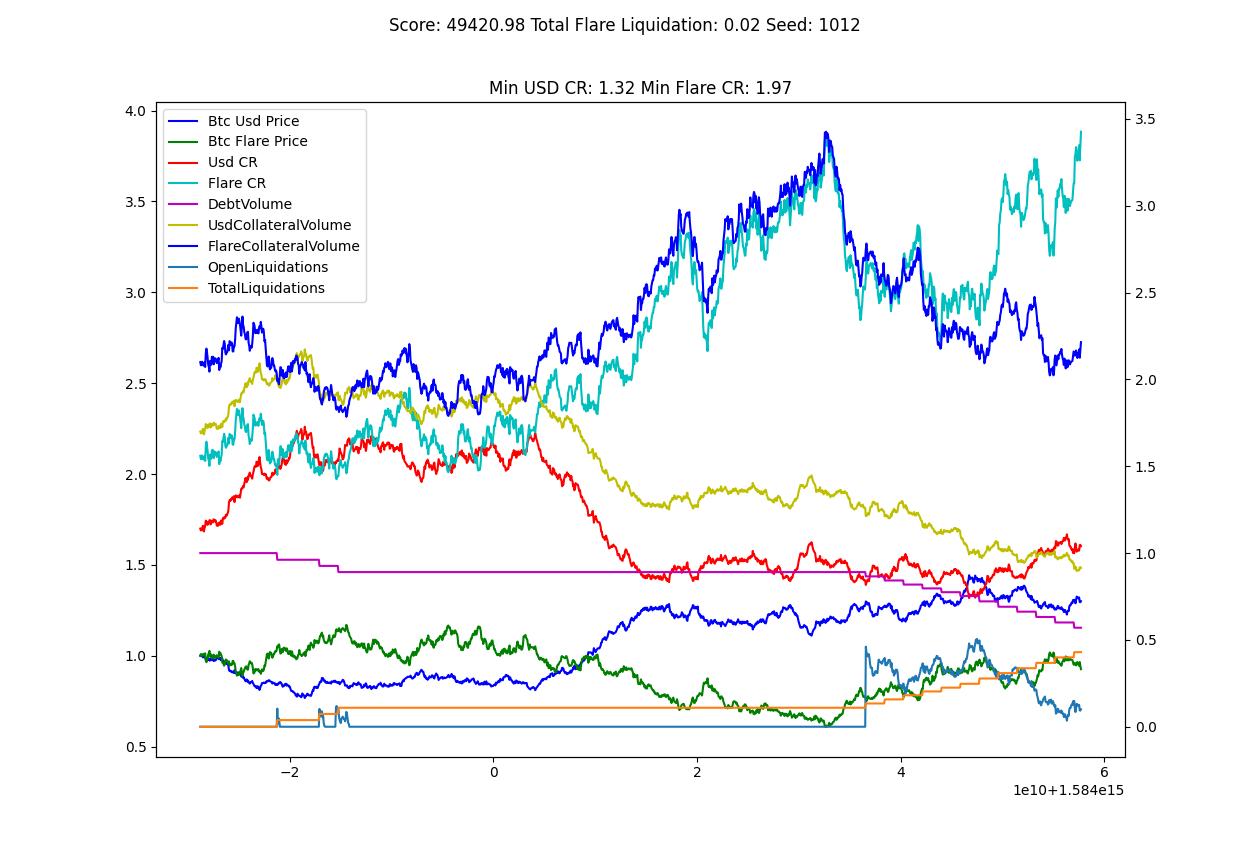 Score: 49420.98 Total Flare Liquidation: 0.02 Seed: 1012
Min USD CR: 1.32 Min Flare CR: 1.97
Btc Usd Price
Btc Flare Price
Usd CR
Flare CR
DebtVolume
UsdCollateralVolume
FlareCollateralVolume
OpenLiquidations
TotalLiquidations
4.0
3.5
3.0
2.5
2.0
1.5
1.0
0.5
3.5
3.0
2.5
2.0
1.5
1.0
0.5
0.0
−2 0 2 4 6
1e10+1.584e15